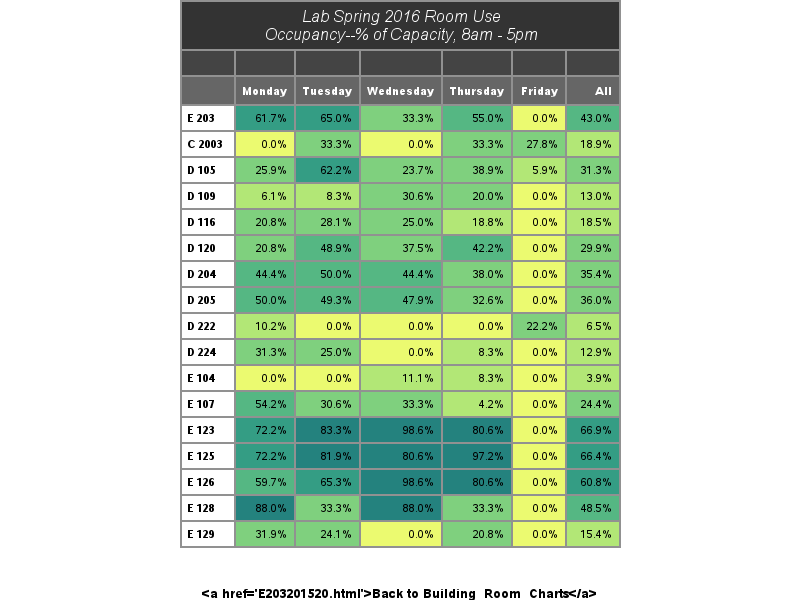 Lab Spring 2016 Room Use
Occupancy--% of Capacity, 8am - 5pm
Monday Tuesday Wednesday Thursday Friday All
E 203 61.7% 65.0% 33.3% 55.0% 0.0% 43.0%
C 2003 0.0% 33.3% 0.0% 33.3% 27.8% 18.9%
D 105 25.9% 62.2% 23.7% 38.9% 5.9% 31.3%
D 109 6.1% 8.3% 30.6% 20.0% 0.0% 13.0%
D 116 20.8% 28.1% 25.0% 18.8% 0.0% 18.5%
D 120 20.8% 48.9% 37.5% 42.2% 0.0% 29.9%
D 204 44.4% 50.0% 44.4% 38.0% 0.0% 35.4%
D 205 50.0% 49.3% 47.9% 32.6% 0.0% 36.0%
D 222 10.2% 0.0% 0.0% 0.0% 22.2% 6.5%
D 224 31.3% 25.0% 0.0% 8.3% 0.0% 12.9%
E 104 0.0% 0.0% 11.1% 8.3% 0.0% 3.9%
E 107 54.2% 30.6% 33.3% 4.2% 0.0% 24.4%
E 123 72.2% 83.3% 98.6% 80.6% 0.0% 66.9%
E 125 72.2% 81.9% 80.6% 97.2% 0.0% 66.4%
E 126 59.7% 65.3% 98.6% 80.6% 0.0% 60.8%
E 128 88.0% 33.3% 88.0% 33.3% 0.0% 48.5%
E 129 31.9% 24.1% 0.0% 20.8% 0.0% 15.4%
<a href='E203201520.html'>Back to Building_Room_Charts</a>